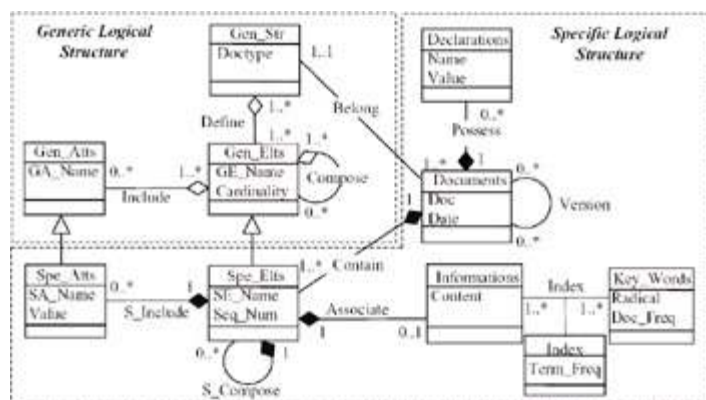 Generic Logical
Structure
Gen_Str
Doctype
1..1
Declarations
Name
Value
Specific Logical
Structure
Belong
1..*
Define
0..*
Possess
1
1..*
1..*
Gen_Atts
GA_Name
0..*
Include
1..*
Gen_Elts
GE_Name
Cardinality
Compose
0..*
1..*
Documents
Doc
Date
0..*
Version
0..*
1
Spe_Atts
SA_Name
Value
0..*
S_Include
1
Spe_Elts
SE_Name
Seq_Num
1..*
Contain
Associate
1
0..1
Informations
Content
Index
1..*
1..*
Key_Words
Radical
Doc_Freq
Index
Term_Freq
0..*
1
S_Compose